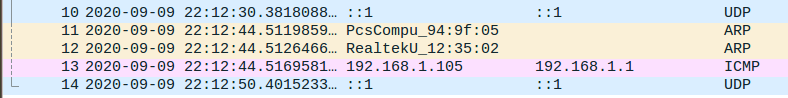 10 2020-09-09 22:12:30.3818088… ::1 ::1 UDP
11 2020-09-09 22:12:44.5119859… PcsCompu_94:9f:05 ARP
12 2020-09-09 22:12:44.5126466… RealtekU_12:35:02 ARP
13 2020-09-09 22:12:44.5169581… 192.168.1.105 192.168.1.1 ICMP
14 2020-09-09 22:12:50.4015233… ::1 ::1 UDP